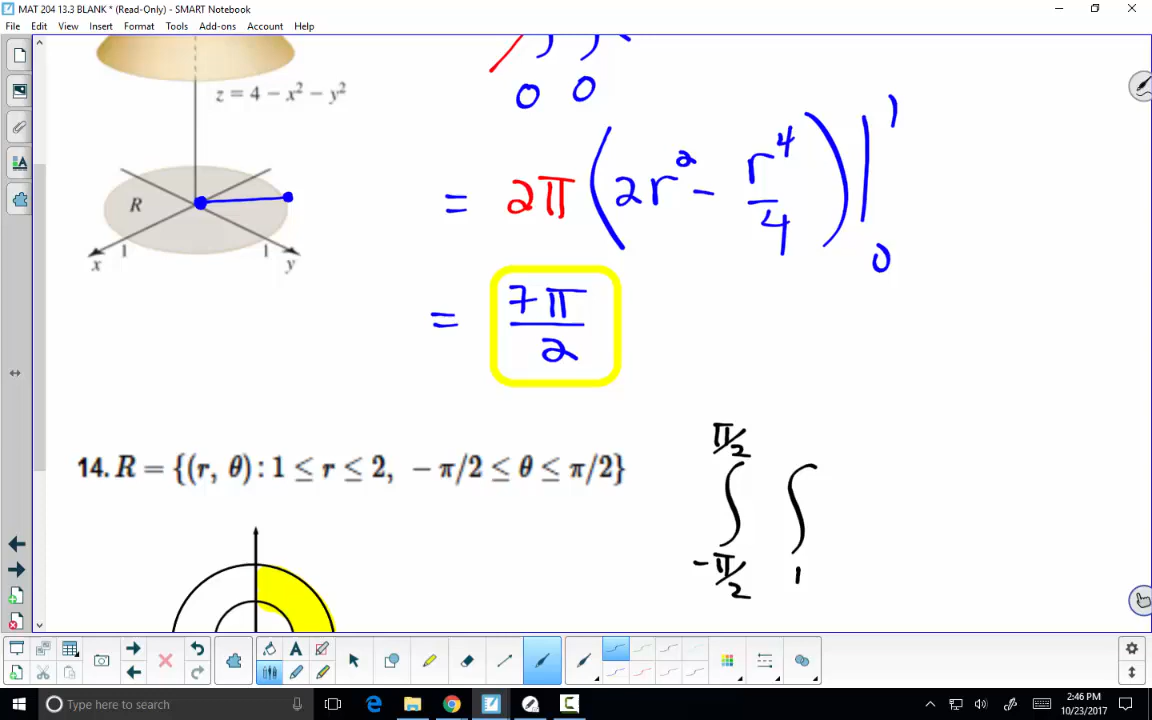 MAT 204 13.3 BLANK * (Read-Only) - SMART Notebook
File Edit View Insert Format Tools Add-ons Account Help
z = 4 − x² − y²
0 0
= 2π (2r² − r⁴/4) | 1 0
R
x 1 1 y
= 7π/2
14. R = {(r, θ) : 1 ≤ r ≤ 2, − π/2 ≤ θ ≤ π/2}
π/2
∫ ∫
-π/2 1
Type here to search
2:46 PM
10/23/2017